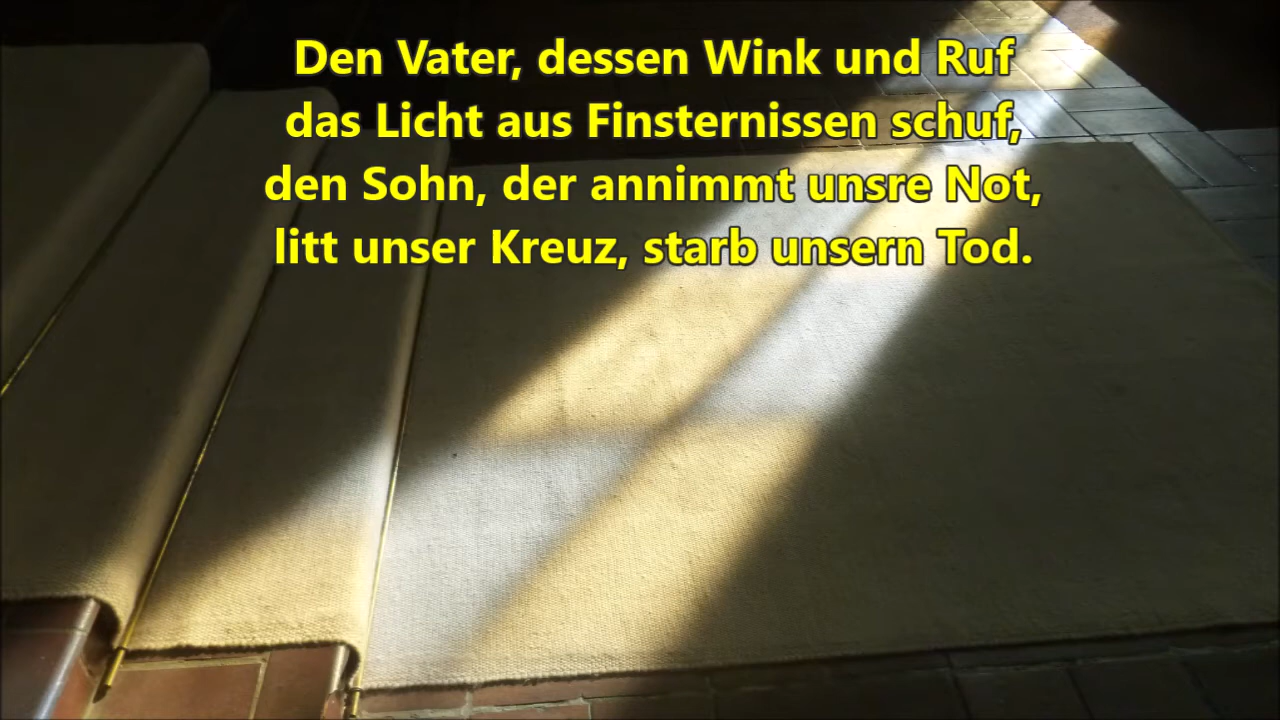 Den Vater, dessen Wink und Ruf
das Licht aus Finsternissen schuf,
den Sohn, der annimmt unsre Not,
litt unser Kreuz, starb unsern Tod.